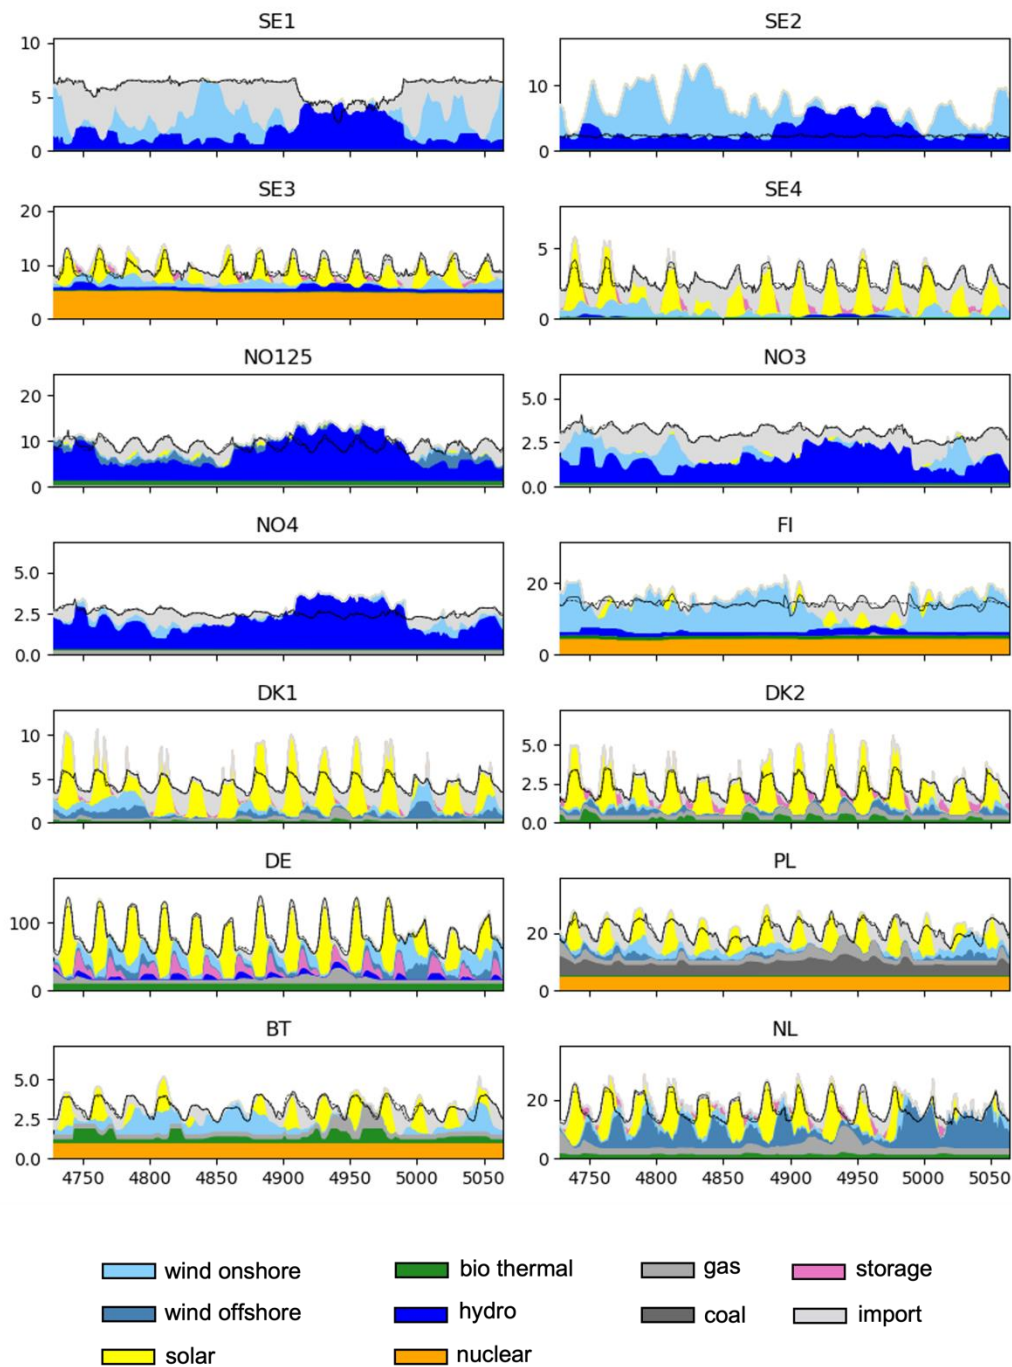 SE1
SE2
10
5
0
10
0
SE3
SE4
20
10
0
5
0
NO125
NO3
20
10
0
5.0
2.5
0.0
NO4
FI
5.0
2.5
0.0
20
0
DK1
DK2
10
5
0
5.0
2.5
0.0
DE
PL
100
0
20
0
BT
NL
5.0
2.5
0.0
20
0
4750 4800 4850 4900 4950 5000 5050
4750 4800 4850 4900 4950 5000 5050
wind onshore
bio thermal
gas
storage
wind offshore
hydro
coal
import
solar
nuclear